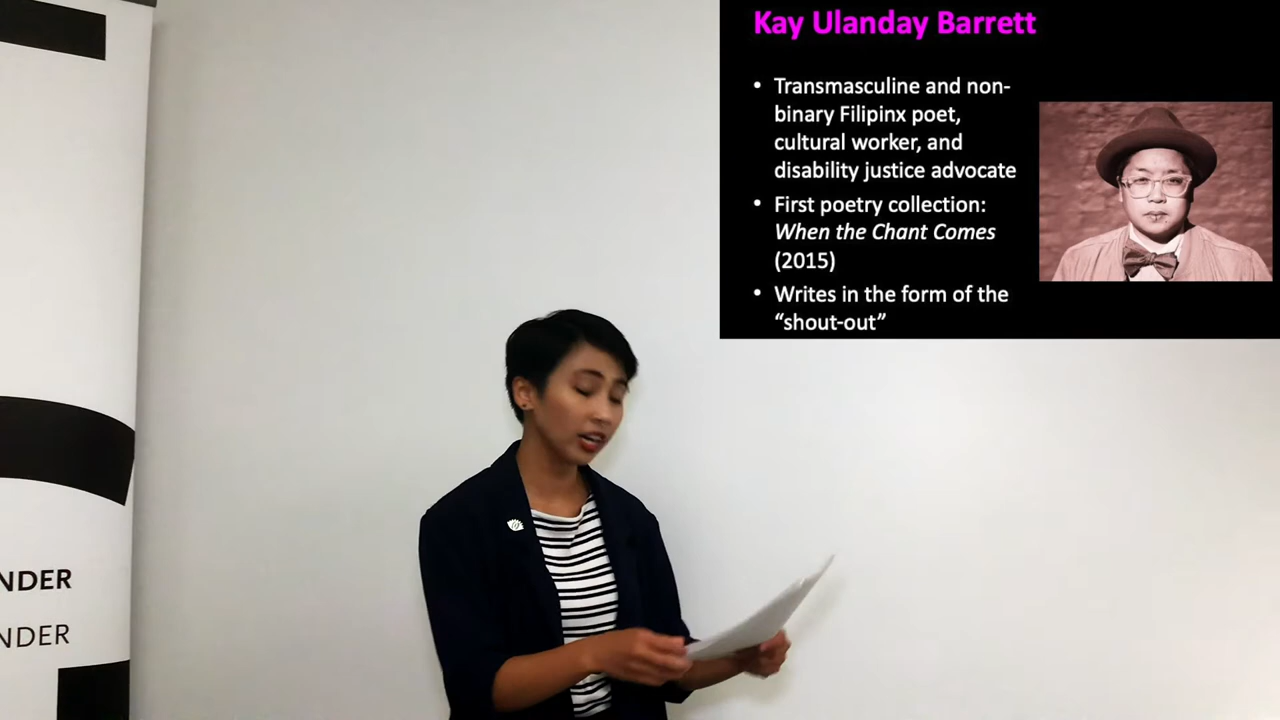 Kay Ulanday Barrett
• Transmasculine and non-
binary Filipinx poet,
cultural worker, and
disability justice advocate
• First poetry collection:
When the Chant Comes
(2015)
• Writes in the form of the
“shout-out”
NDER
NDER